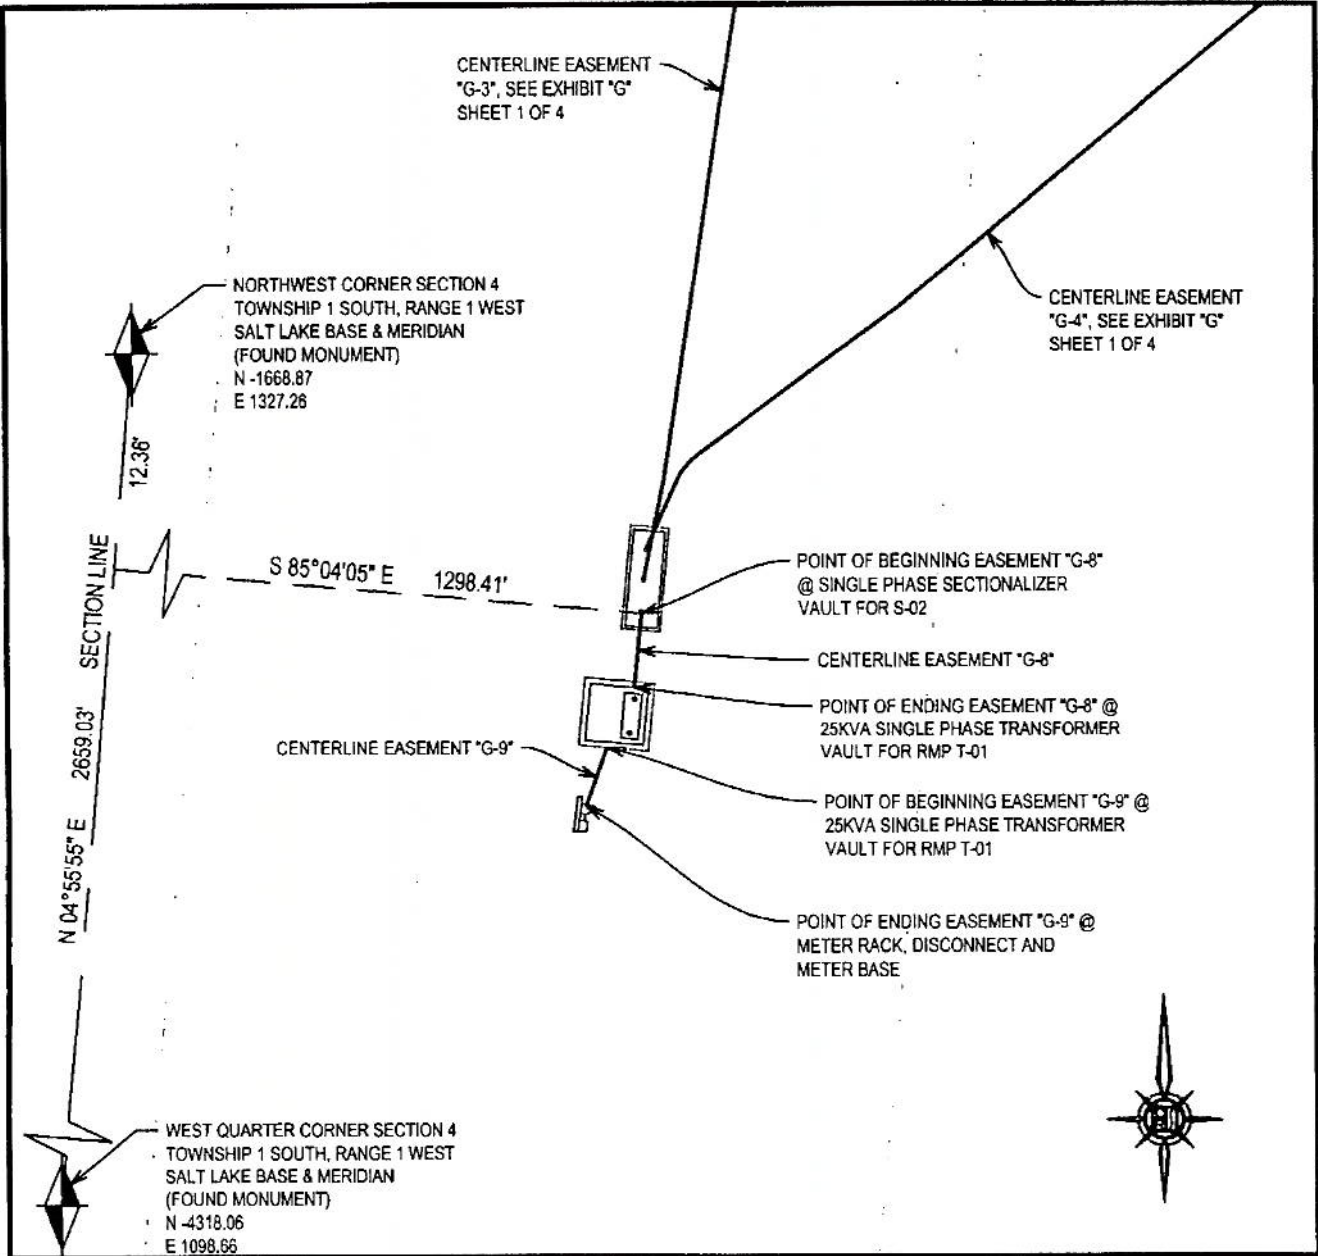 CENTERLINE EASEMENT
"G-3", SEE EXHIBIT "G"
SHEET 1 OF 4
NORTHWEST CORNER SECTION 4
TOWNSHIP 1 SOUTH, RANGE 1 WEST
SALT LAKE BASE & MERIDIAN
(FOUND MONUMENT)
N -1668.87
E 1327.26
CENTERLINE EASEMENT
"G-4", SEE EXHIBIT "G"
SHEET 1 OF 4
12.36'
S 85°04'05" E 1298.41'
POINT OF BEGINNING EASEMENT "G-8"
@ SINGLE PHASE SECTIONALIZER
VAULT FOR S-02
CENTERLINE EASEMENT "G-8"
POINT OF ENDING EASEMENT "G-8" @
25KVA SINGLE PHASE TRANSFORMER
VAULT FOR RMP T-01
CENTERLINE EASEMENT "G-9"
POINT OF BEGINNING EASEMENT "G-9" @
25KVA SINGLE PHASE TRANSFORMER
VAULT FOR RMP T-01
N 04°55'55" E 2659.03' SECTION LINE
POINT OF ENDING EASEMENT "G-9" @
METER RACK, DISCONNECT AND
METER BASE
WEST QUARTER CORNER SECTION 4
TOWNSHIP 1 SOUTH, RANGE 1 WEST
SALT LAKE BASE & MERIDIAN
(FOUND MONUMENT)
N -4318.06
E 1098.66